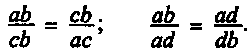 ab/cb = cb/ac; ab/ad = ad/db